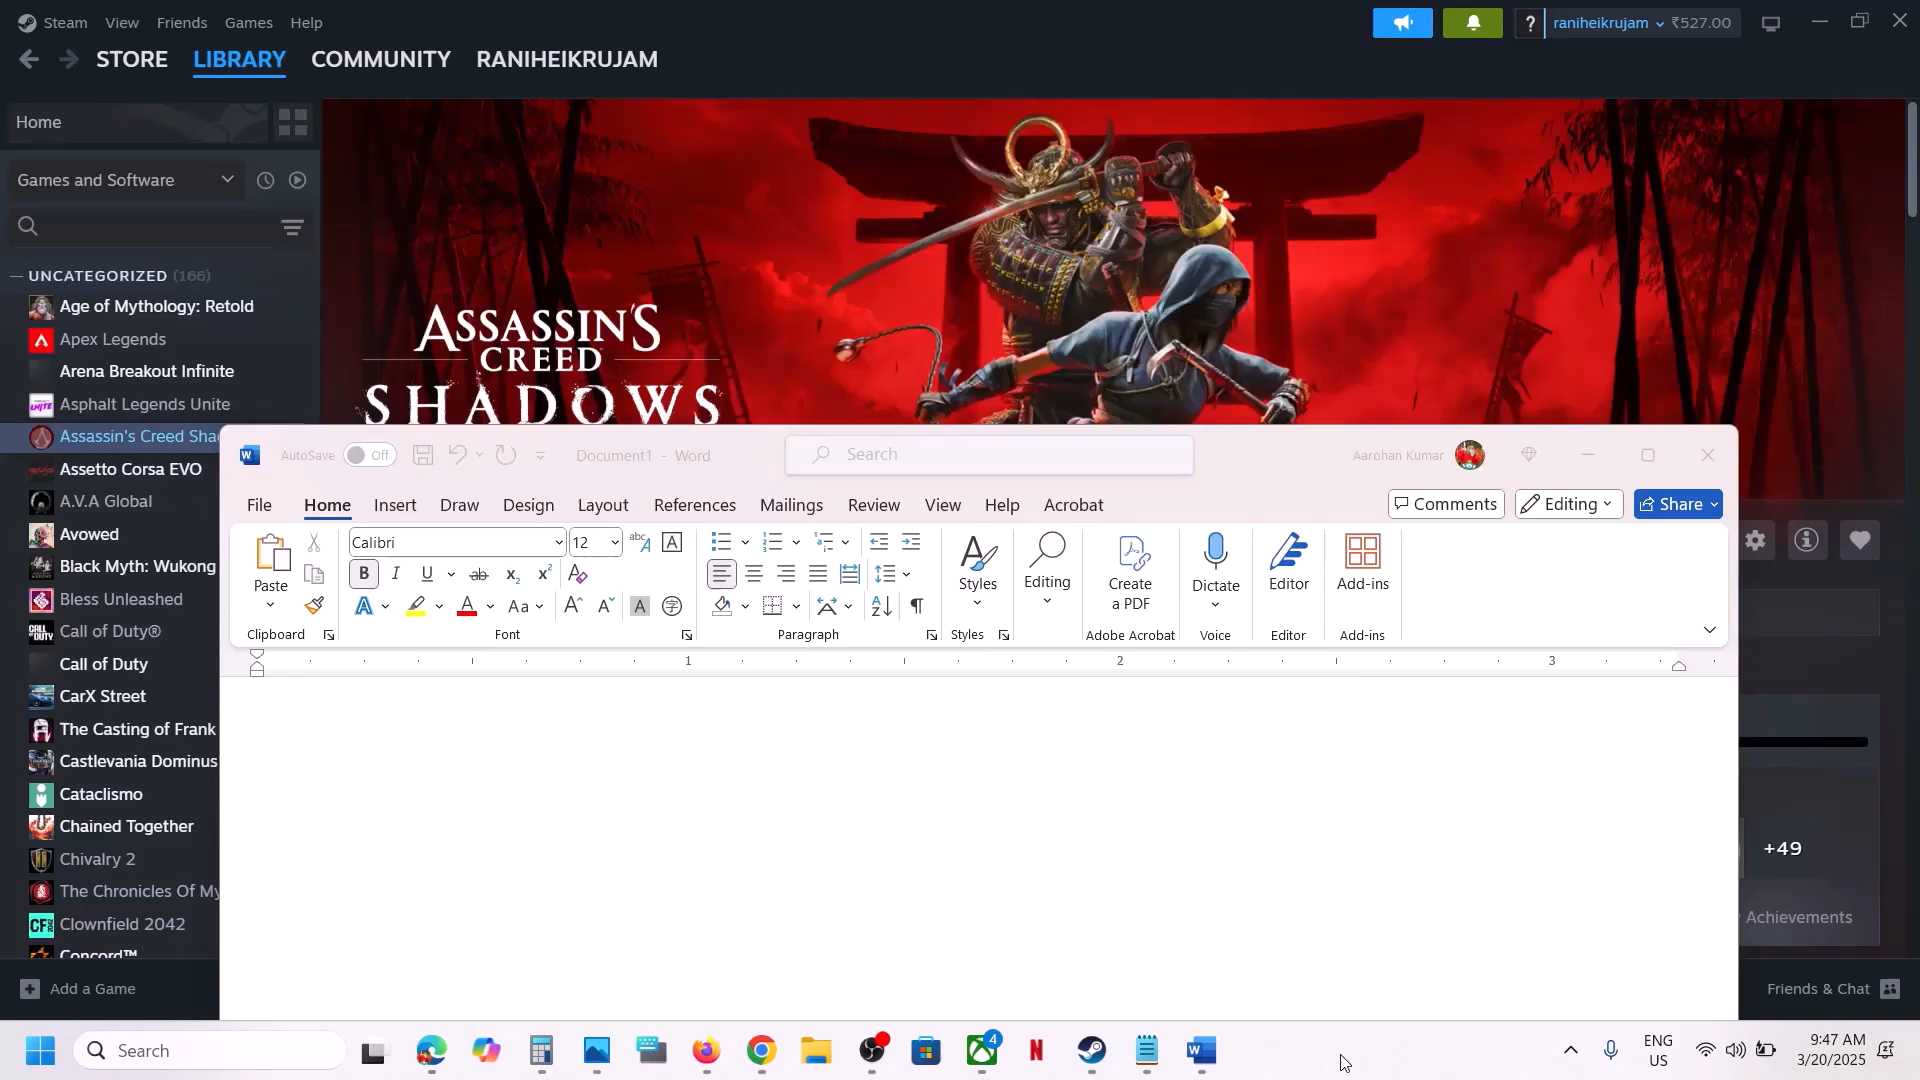 Steam View Friends Games Help
raniheikrujam ₹527.00
STORE LIBRARY COMMUNITY RANIHEIKRUJAM
Home
Games and Software
UNCATEGORIZED (166)
Age of Mythology: Retold
Apex Legends
Arena Breakout Infinite
Asphalt Legends Unite
Assassin's Creed Sha
Assetto Corsa EVO
A.V.A Global
Avowed
Black Myth: Wukong
Bless Unleashed
Call of Duty®
Call of Duty
CarX Street
The Casting of Frank
Castlevania Dominus
Cataclismo
Chained Together
Chivalry 2
The Chronicles Of My
Clownfield 2042
Concord™
Add a Game
ASSASSIN'S
CREED
SHADOWS
AutoSave Off Document1 - Word Search Aarohan Kumar
File Home Insert Draw Design Layout References Mailings Review View Help Acrobat Comments Editing Share
Calibri 12
Paste
Styles
Editing
Create
a PDF
Dictate
Editor
Add-ins
Clipboard Font Paragraph Styles Adobe Acrobat Voice Editor Add-ins
1 2 3
+49
Achievements
Friends & Chat
Search
4
ENG
US
9:47 AM
3/20/2025